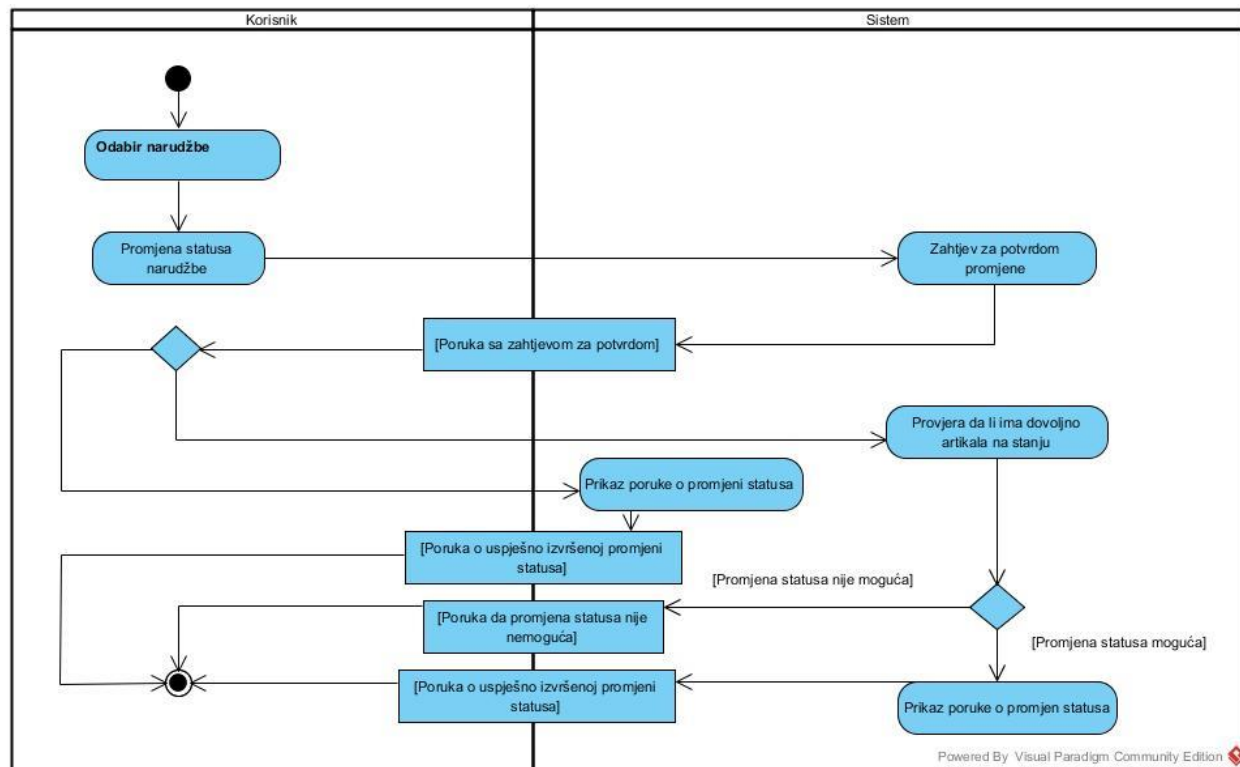 Korisnik
Sistem
Odabir narudžbe
Promjena statusa
narudžbe
Zahtjev za potvrdom
promjene
[Poruka sa zahtjevom za potvrdom]
Provjera da li ima dovoljno
artikala na stanju
Prikaz poruke o promjeni statusa
[Poruka o uspješno izvršenoj promjeni
statusa]
[Promjena statusa nije moguća]
[Poruka da promjena statusa nije
nemoguća]
[Promjena statusa moguća]
[Poruka o uspješno izvršenoj promjeni
statusa]
Prikaz poruke o promjen statusa
Powered By Visual Paradigm Community Edition